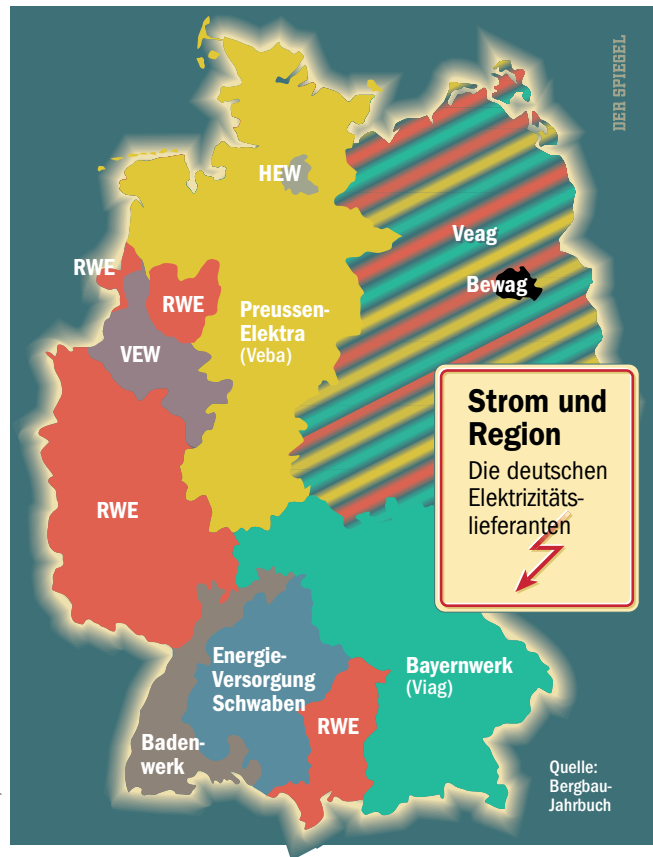 DER SPIEGEL
HEW
Veag
RWE
Bewag
RWE
Preussen-
Elektra
(Veba)
VEW
Strom und
Region
Die deutschen
Elektrizitäts-
lieferanten
RWE
Energie-
Versorgung
Schwaben
Bayernwerk
(Viag)
RWE
Baden-
werk
Quelle:
Bergbau-
Jahrbuch